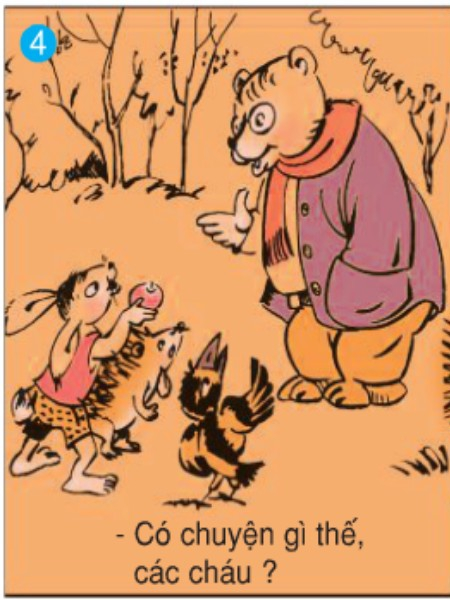 4
- Có chuyện gì thế,
các cháu ?